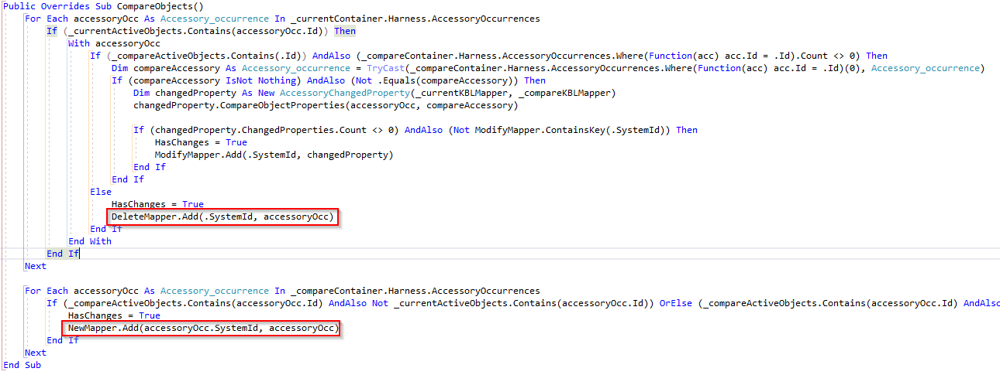 Public Overrides Sub CompareObjects()
For Each accessoryOcc As Accessory_occurrence In _currentContainer.Harness.AccessoryOccurrences
If (_currentActiveObjects.Contains(accessoryOcc.Id)) Then
With accessoryOcc
If (_compareActiveObjects.Contains(.Id)) AndAlso (_compareContainer.Harness.AccessoryOccurrences.Where(Function(acc) acc.Id = .Id).Count <> 0) Then
Dim compareAccessory As Accessory_occurrence = TryCast(_compareContainer.Harness.AccessoryOccurrences.Where(Function(acc) acc.Id = .Id)(0), Accessory_occurrence)
If (compareAccessory IsNot Nothing) AndAlso (Not .Equals(compareAccessory)) Then
Dim changedProperty As New AccessoryChangedProperty(_currentKBLMapper, _compareKBLMapper)
changedProperty.CompareObjectProperties(accessoryOcc, compareAccessory)
If (changedProperty.ChangedProperties.Count <> 0) AndAlso (Not ModifyMapper.ContainsKey(.SystemId)) Then
HasChanges = True
ModifyMapper.Add(.SystemId, changedProperty)
End If
End If
Else
HasChanges = True
DeleteMapper.Add(.SystemId, accessoryOcc)
End If
End With
End If
Next
For Each accessoryOcc As Accessory_occurrence In _compareContainer.Harness.AccessoryOccurrences
If (_compareActiveObjects.Contains(accessoryOcc.Id) AndAlso Not _currentActiveObjects.Contains(accessoryOcc.Id)) OrElse (_compareActiveObjects.Contains(accessoryOcc.Id) AndAlso
HasChanges = True
NewMapper.Add(accessoryOcc.SystemId, accessoryOcc)
End If
Next
End Sub